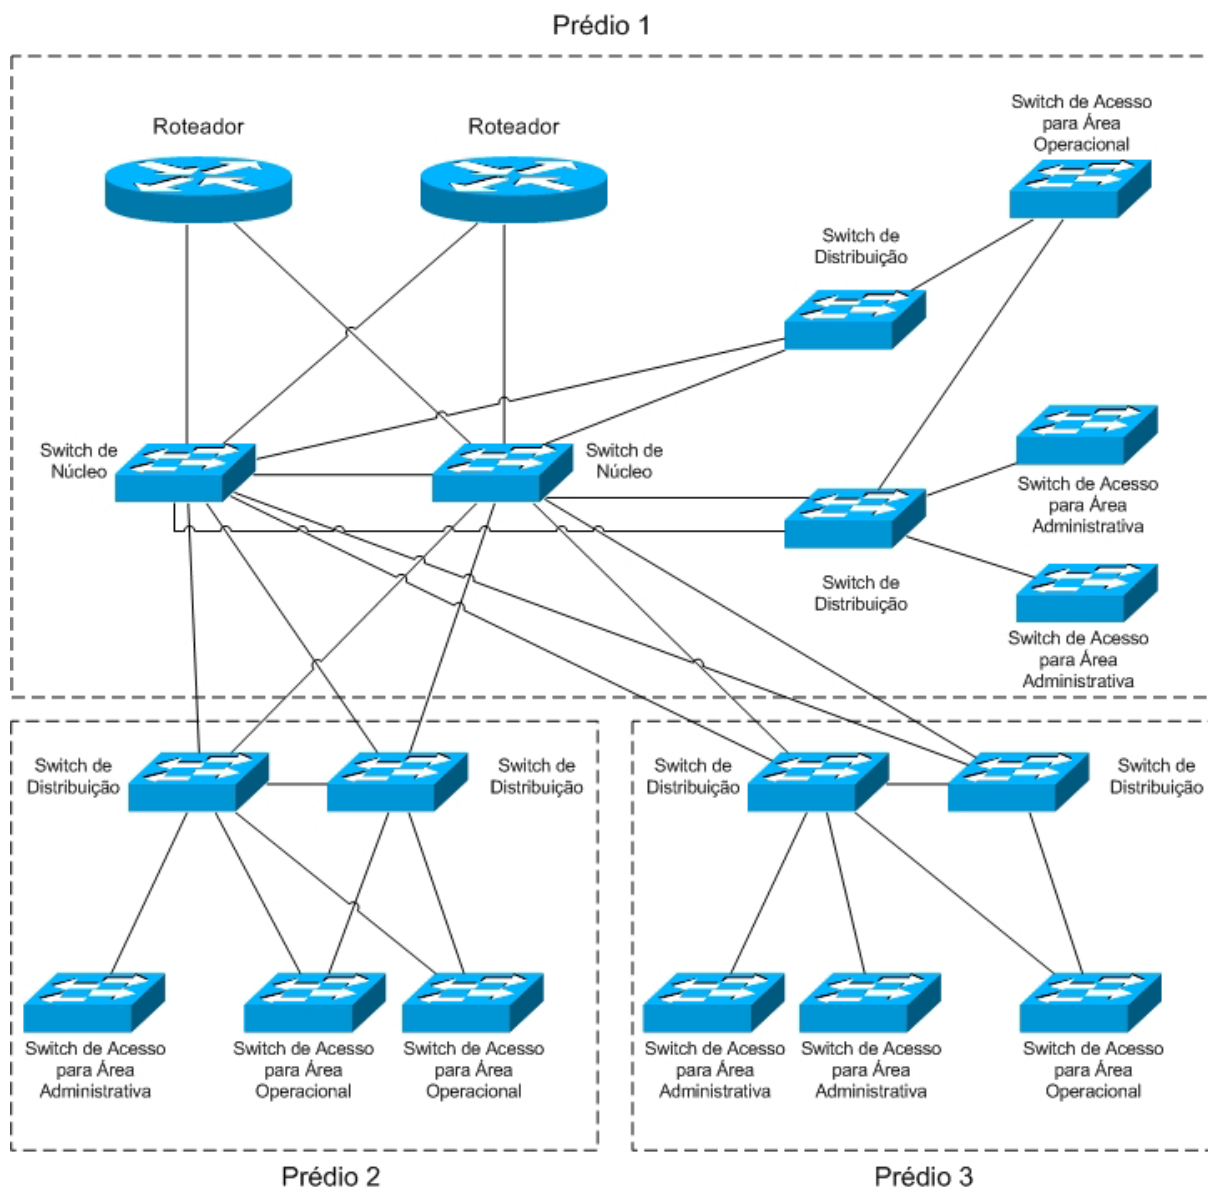 Prédio 1
Roteador
Roteador
Switch de Acesso
para Área
Operacional
Switch de
Distribuição
Switch de
Núcleo
Switch de
Núcleo
Switch de Acesso
para Área
Administrativa
Switch de
Distribuição
Switch de Acesso
para Área
Administrativa
Switch de
Distribuição
Switch de
Distribuição
Switch de
Distribuição
Switch de
Distribuição
Switch de Acesso
para Área
Administrativa
Switch de Acesso
para Área
Operacional
Switch de Acesso
para Área
Operacional
Switch de Acesso
para Área
Administrativa
Switch de Acesso
para Área
Administrativa
Switch de Acesso
para Área
Operacional
Prédio 2
Prédio 3